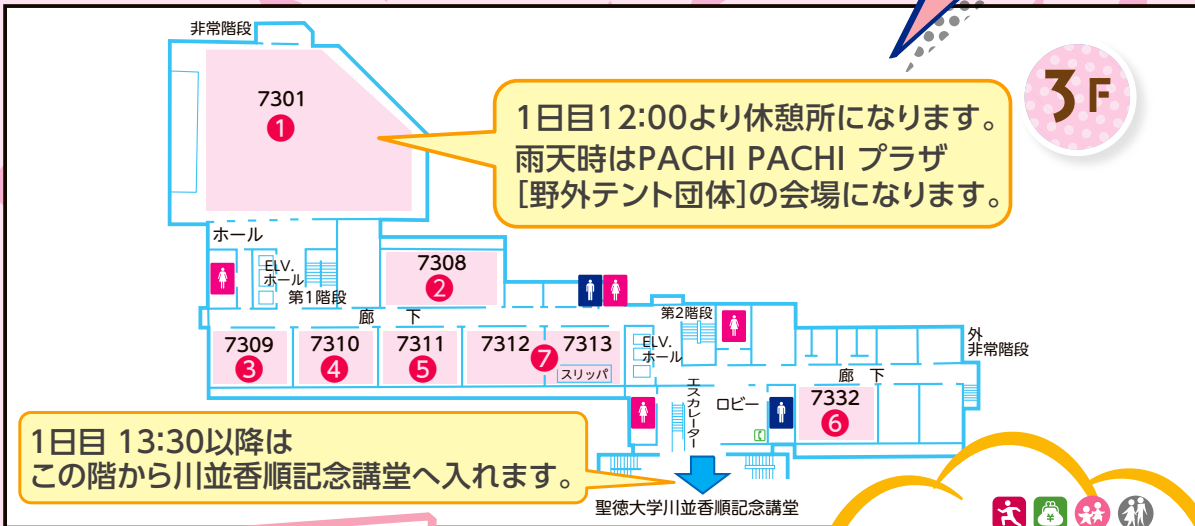 非常階段
7301
1
1日目12:00より休憩所になります。
雨天時はPACHI PACHI プラザ
[野外テント団体]の会場になります。
3F
ホール
ELV.
ホール
第1階段
7308
2
廊 下
7309
3
7310
4
7311
5
7312
7
7313
スリッパ
第2階段
ELV.
ホール
エスカレーター
ロビー
廊 下
7332
6
外
非常階段
1日目 13:30以降は
この階から川並香順記念講堂へ入れます。
聖徳大学川並香順記念講堂
¥